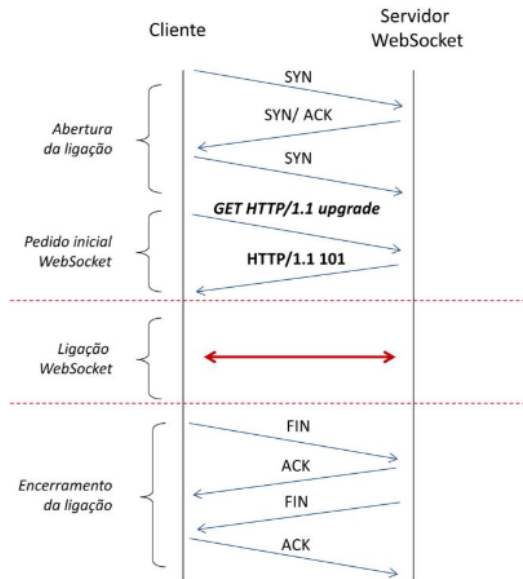 Cliente
Servidor
WebSocket
SYN
SYN/ ACK
Abertura
da ligação
SYN
GET HTTP/1.1 upgrade
Pedido inicial
WebSocket
HTTP/1.1 101
Ligação
WebSocket
FIN
ACK
Encerramento
da ligação
FIN
ACK